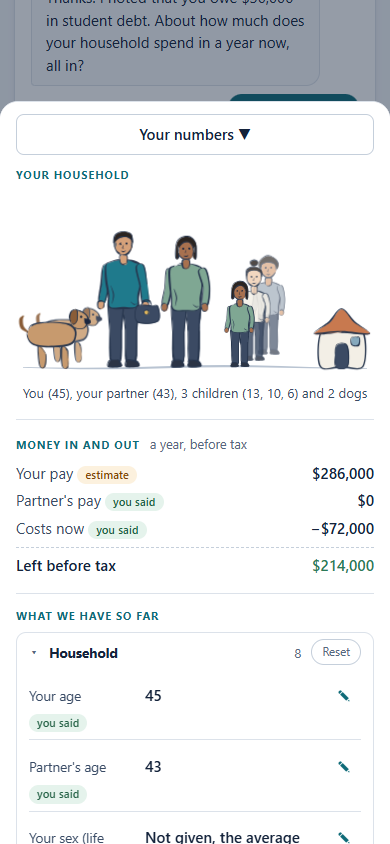 in student debt. About how much does
your household spend in a year now,
all in?
Your numbers ▼
YOUR HOUSEHOLD
You (45), your partner (43), 3 children (13, 10, 6) and 2 dogs
MONEY IN AND OUT a year, before tax
Your pay estimate $286,000
Partner's pay you said $0
Costs now you said –$72,000
Left before tax $214,000
WHAT WE HAVE SO FAR
▾ Household 8 Reset
Your age 45
you said
Partner's age 43
you said
Your sex (life Not given, the average